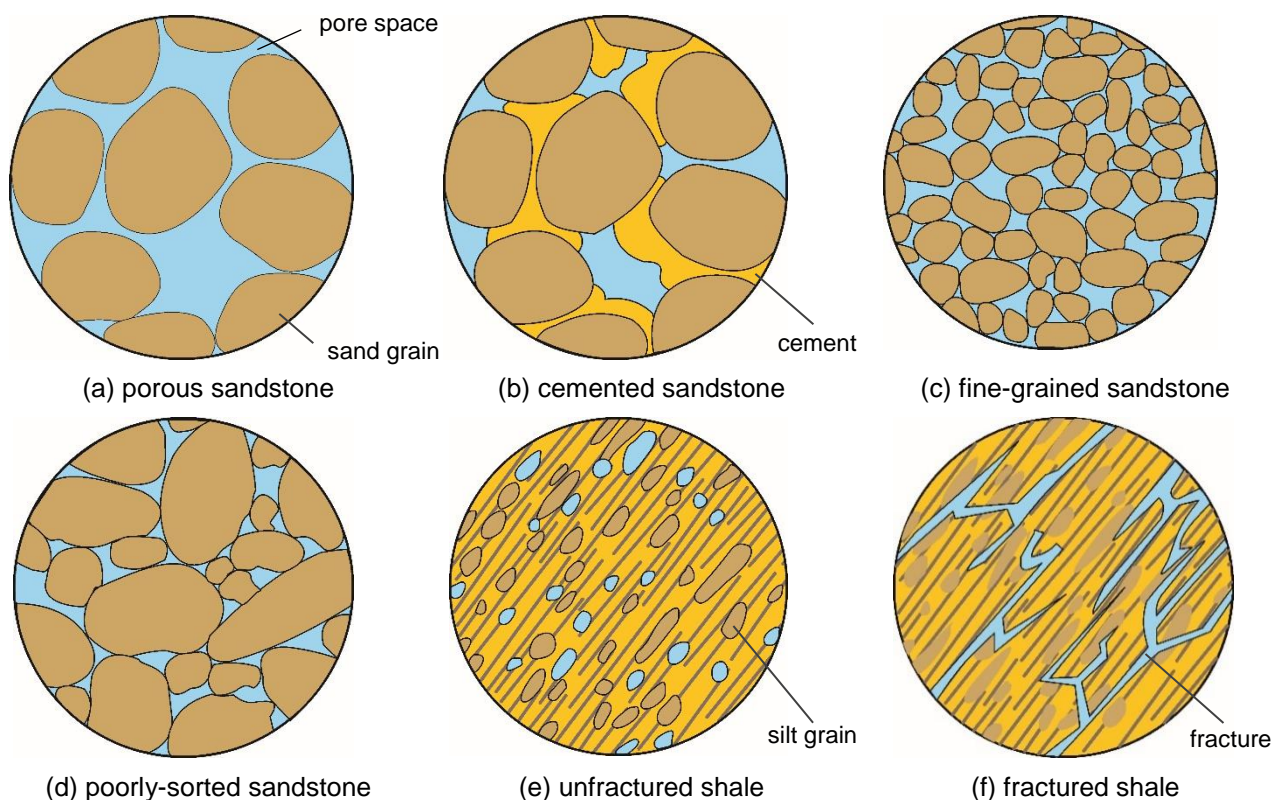 pore space
sand grain
cement
(a) porous sandstone
(b) cemented sandstone
(c) fine-grained sandstone
silt grain
fracture
(d) poorly-sorted sandstone
(e) unfractured shale
(f) fractured shale